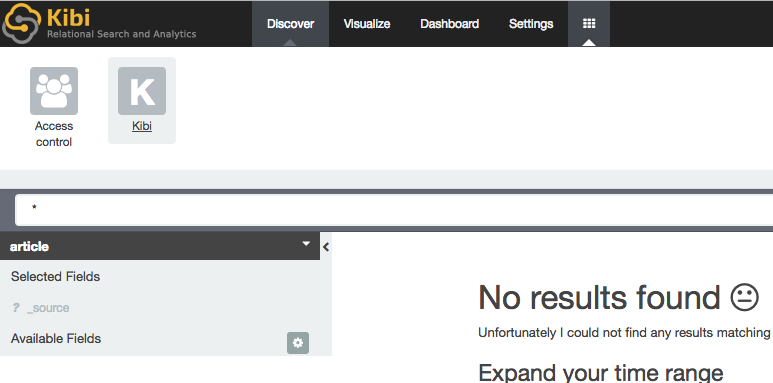 Kibi
Relational Search and Analytics
Discover Visualize Dashboard Settings
Access
control
K
Kibi
*
article
Selected Fields
? _source
Available Fields
No results found
Unfortunately I could not find any results matching
Expand your time range